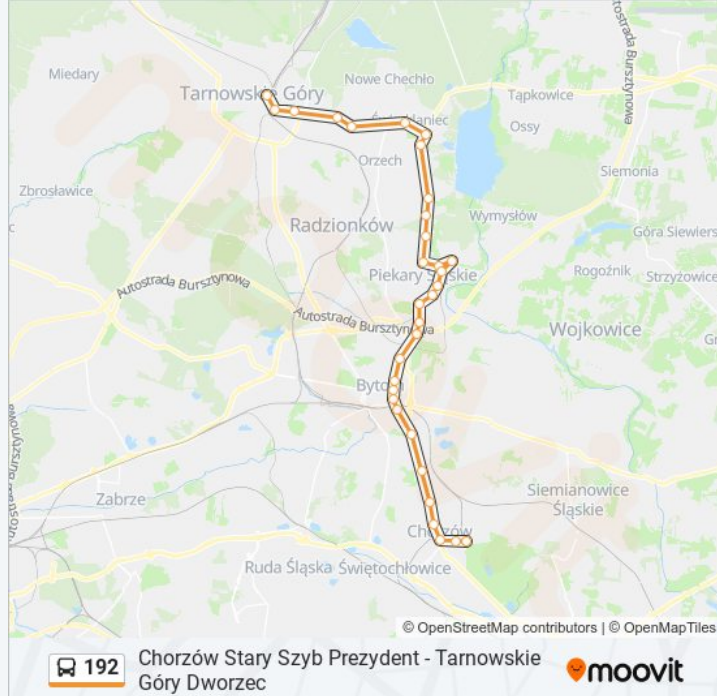 Miedary
Nowe Chechło
Tarnowskie Góry
Tąpkowice
Autostrada Bursztynowa
Ossy
Orzech
Siemonia
Zbrosławice
Wymysłów
Radzionków
Góra Siewiers
Piekary Śląskie
Rogoźnik
Strzyżowice
Autostrada Bursztynowa
Autostrada Bursztynowa
Wojkowice
Gr
Bytom
Zabrze
Siemianowice
Śląskie
Chorzów
Ruda Śląska
Świętochłowice
© OpenStreetMap contributors | © OpenMapTiles
192
Chorzów Stary Szyb Prezydent - Tarnowskie
Góry Dworzec
moovit